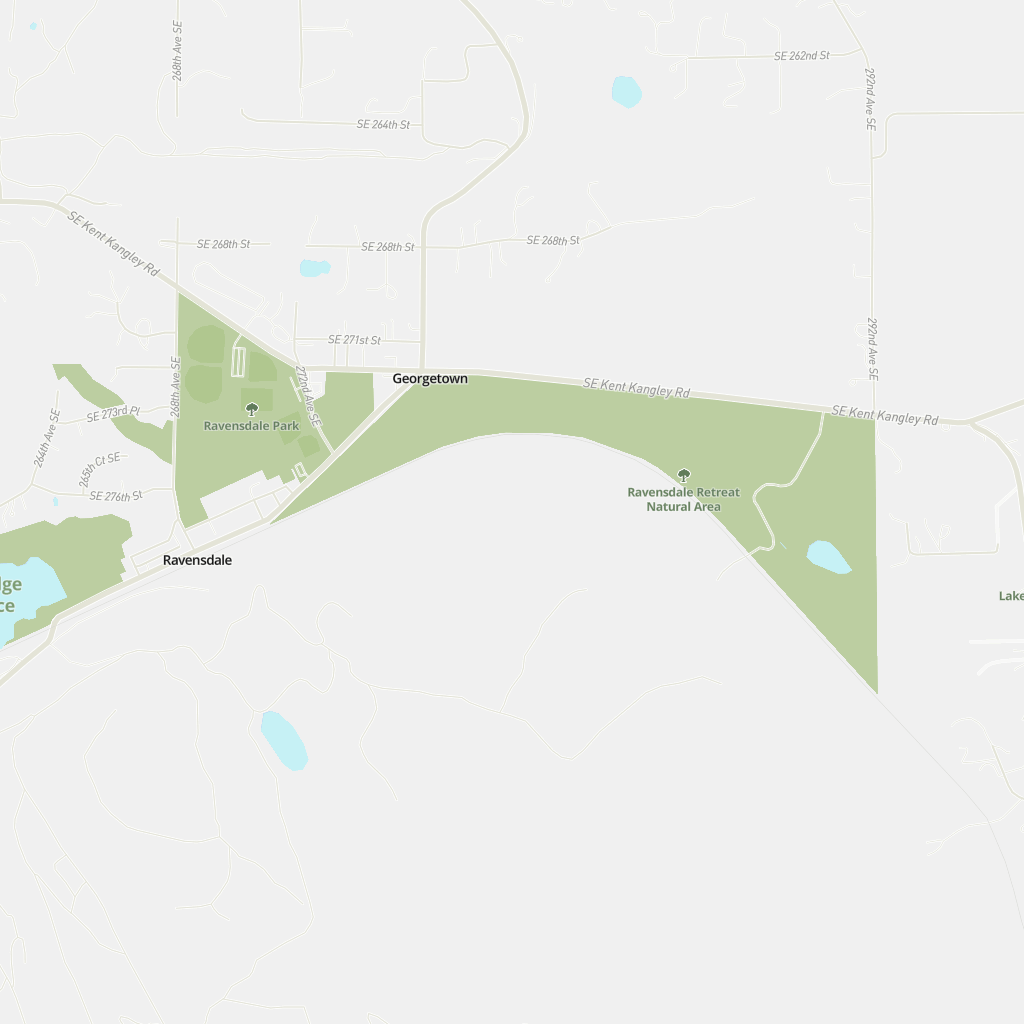 268th Ave SE
SE 262nd St
292nd Ave SE
SE 264th St
SE Kent Kangley Rd
SE 268th St
SE 268th St
SE 268th St
SE 271st St
292nd Ave SE
Georgetown
268th Ave SE
272nd Ave SE
SE Kent Kangley Rd
SE Kent Kangley Rd
SE 273rd Pl
Ravensdale Park
264th Ave SE
265th Ct SE
SE 276th St
Ravensdale Retreat
Natural Area
Ravensdale
dge
ce
Lake